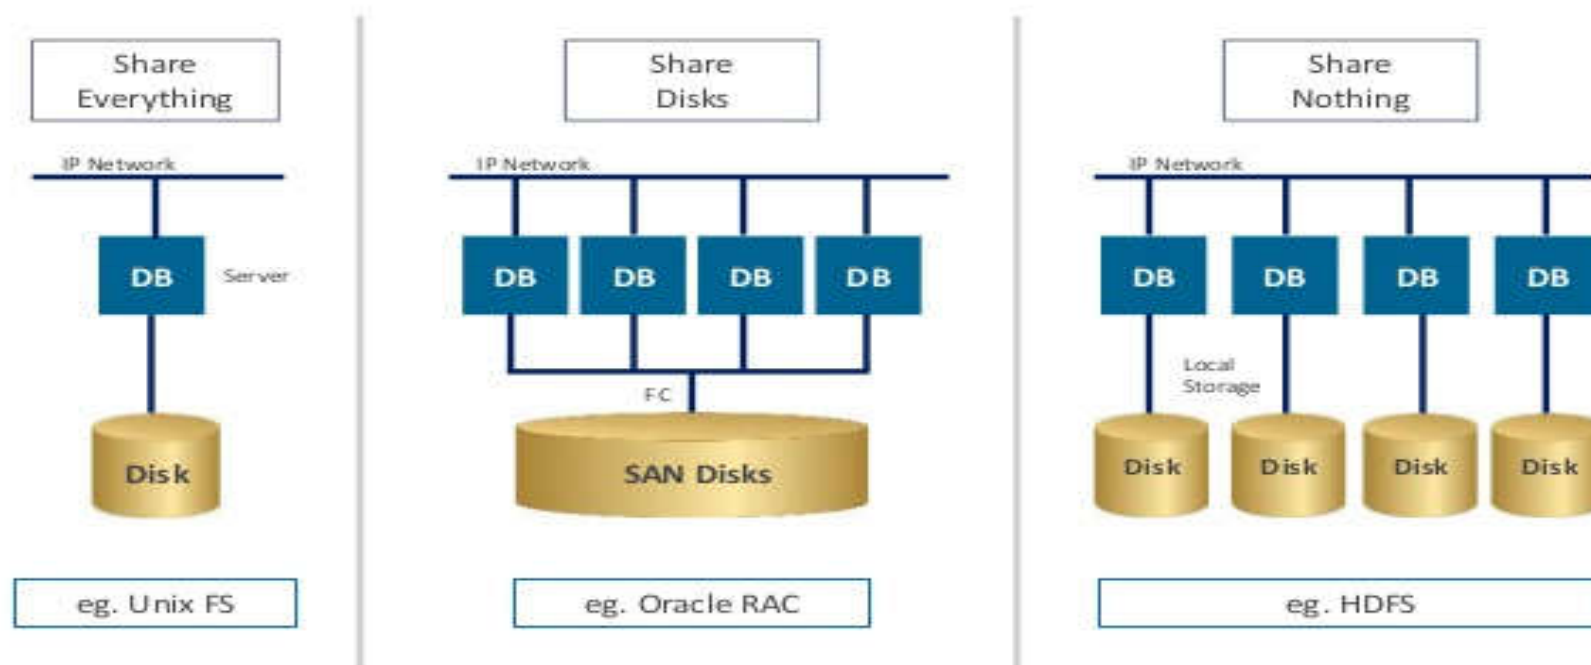 Share
Everything
IP Network
DB
Server
Disk
eg. Unix FS
Share
Disks
IP Network
DB DB DB DB
FC
SAN Disks
eg. Oracle RAC
Share
Nothing
IP Network
DB DB DB DB
Local
Storage
Disk Disk Disk Disk
eg. HDFS